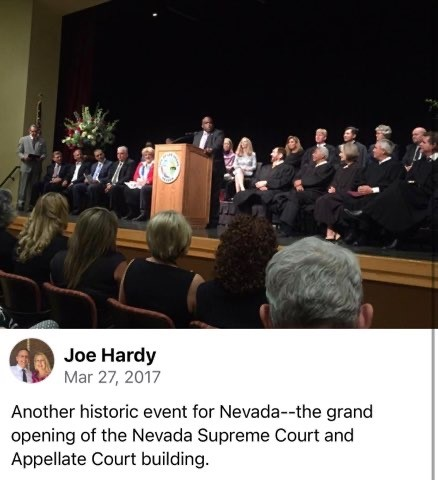 Joe Hardy
Mar 27, 2017
Another historic event for Nevada--the grand
opening of the Nevada Supreme Court and
Appellate Court building.